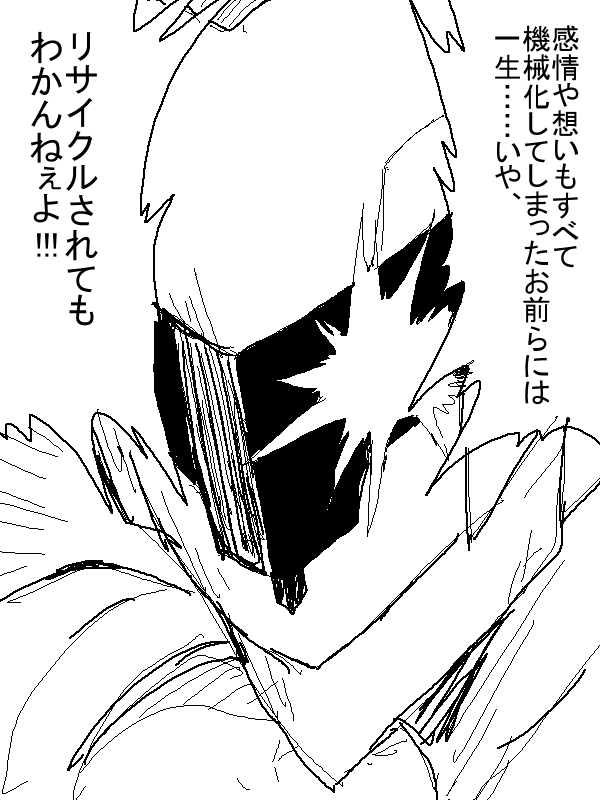 感情や想いもすべて
機械化してしまったお前らには
一生……いや、
リサイクルされても
わかんねぇよ!!!